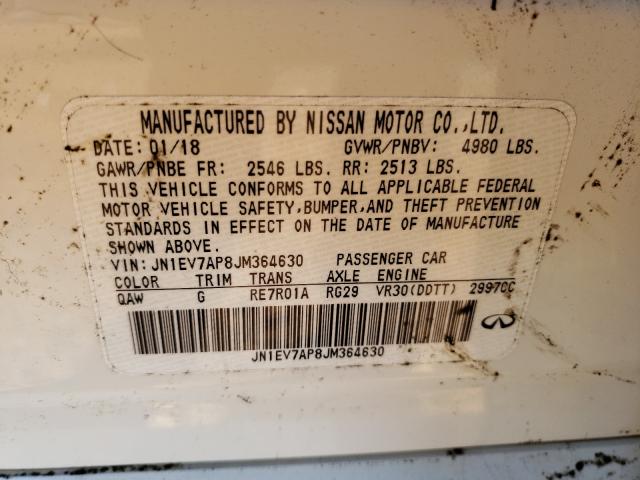 MANUFACTURED BY NISSAN MOTOR CO.,LTD.
DATE: 01/18 GVWR/PNBV: 4980 LBS.
GAWR/PNBE FR: 2546 LBS. RR: 2513 LBS.
THIS VEHICLE CONFORMS TO ALL APPLICABLE FEDERAL
MOTOR VEHICLE SAFETY,BUMPER,AND THEFT PREVENTION
STANDARDS IN EFFECT ON THE DATE OF MANUFACTURE
SHOWN ABOVE.
VIN: JN1EV7AP8JM364630 PASSENGER CAR
COLOR TRIM TRANS AXLE ENGINE
QAW G RE7R01A RG29 VR30(DDTT) 2997CC
JN1EV7AP8JM364630